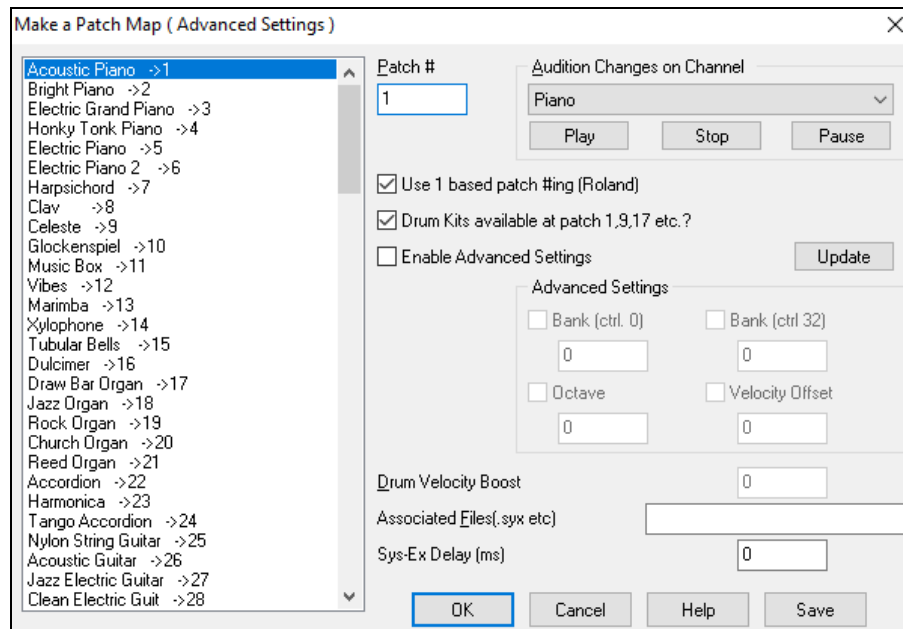 Make a Patch Map ( Advanced Settings )
Acoustic Piano ->1
Bright Piano ->2
Electric Grand Piano ->3
Honky Tonk Piano ->4
Electric Piano ->5
Electric Piano 2 ->6
Harpsichord ->7
Clav ->8
Celeste ->9
Glockenspiel ->10
Music Box ->11
Vibes ->12
Marimba ->13
Xylophone ->14
Tubular Bells ->15
Dulcimer ->16
Draw Bar Organ ->17
Jazz Organ ->18
Rock Organ ->19
Church Organ ->20
Reed Organ ->21
Accordion ->22
Harmonica ->23
Tango Accordion ->24
Nylon String Guitar ->25
Acoustic Guitar ->26
Jazz Electric Guitar ->27
Clean Electric Guit ->28
Patch #
1
Audition Changes on Channel
Piano
Play Stop Pause
Use 1 based patch #ing (Roland)
Drum Kits available at patch 1,9,17 etc.?
Enable Advanced Settings
Update
Advanced Settings
Bank (ctrl. 0) Bank (ctrl 32)
0 0
Octave Velocity Offset
0 0
Drum Velocity Boost 0
Associated Files(.syx etc)
Sys-Ex Delay (ms) 0
OK Cancel Help Save